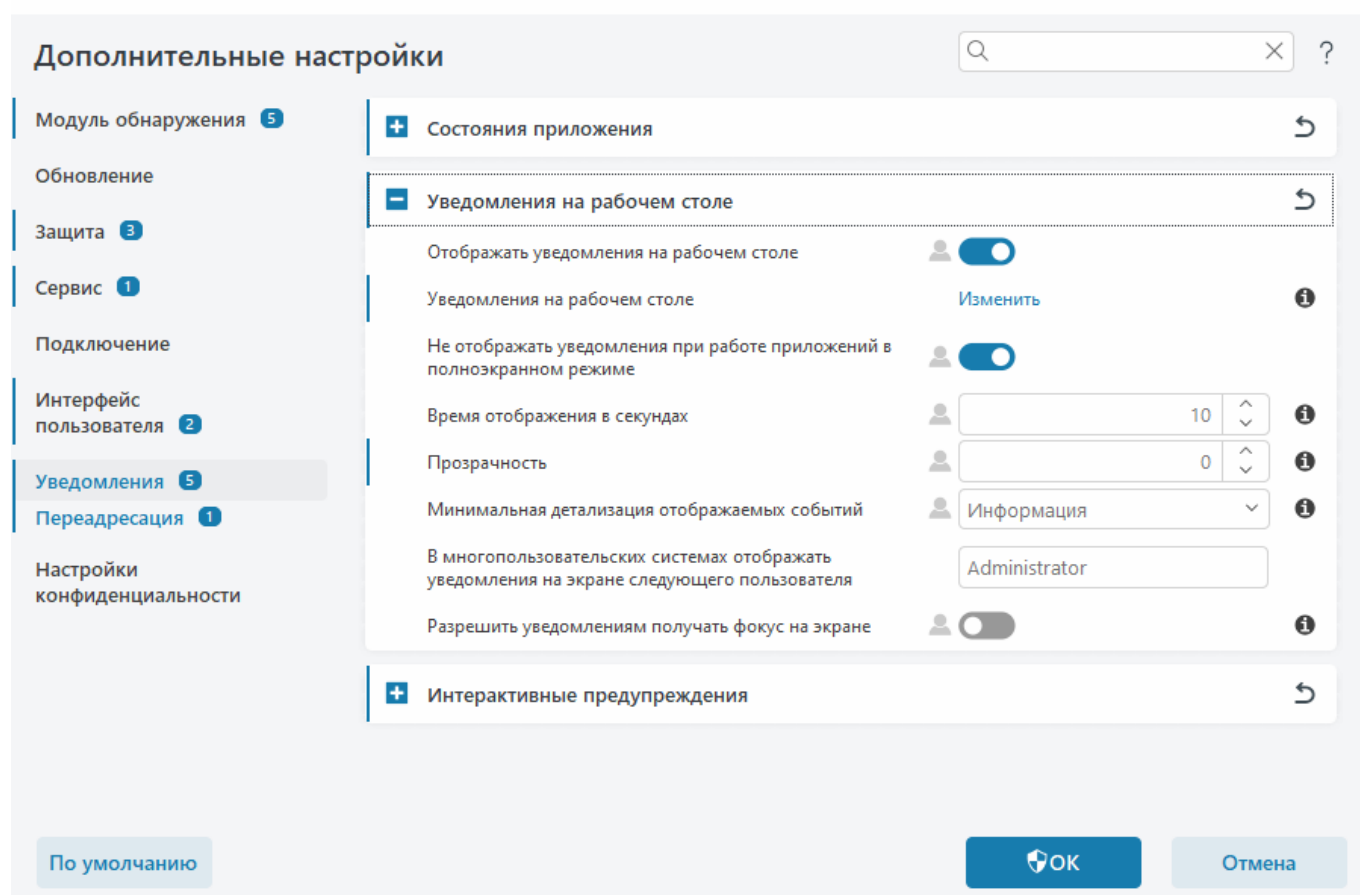 Дополнительные настройки
?
Модуль обнаружения 5
Обновление
Защита 3
Сервис 1
Подключение
Интерфейс
пользователя 2
Уведомления 5
Переадресация 1
Настройки
конфиденциальности
Состояния приложения
Уведомления на рабочем столе
Отображать уведомления на рабочем столе
Уведомления на рабочем столе Изменить
Не отображать уведомления при работе приложений в
полноэкранном режиме
Время отображения в секундах 10
Прозрачность 0
Минимальная детализация отображаемых событий Информация
В многопользовательских системах отображать
уведомления на экране следующего пользователя
Administrator
Разрешить уведомлениям получать фокус на экране
Интерактивные предупреждения
По умолчанию
ОК
Отмена